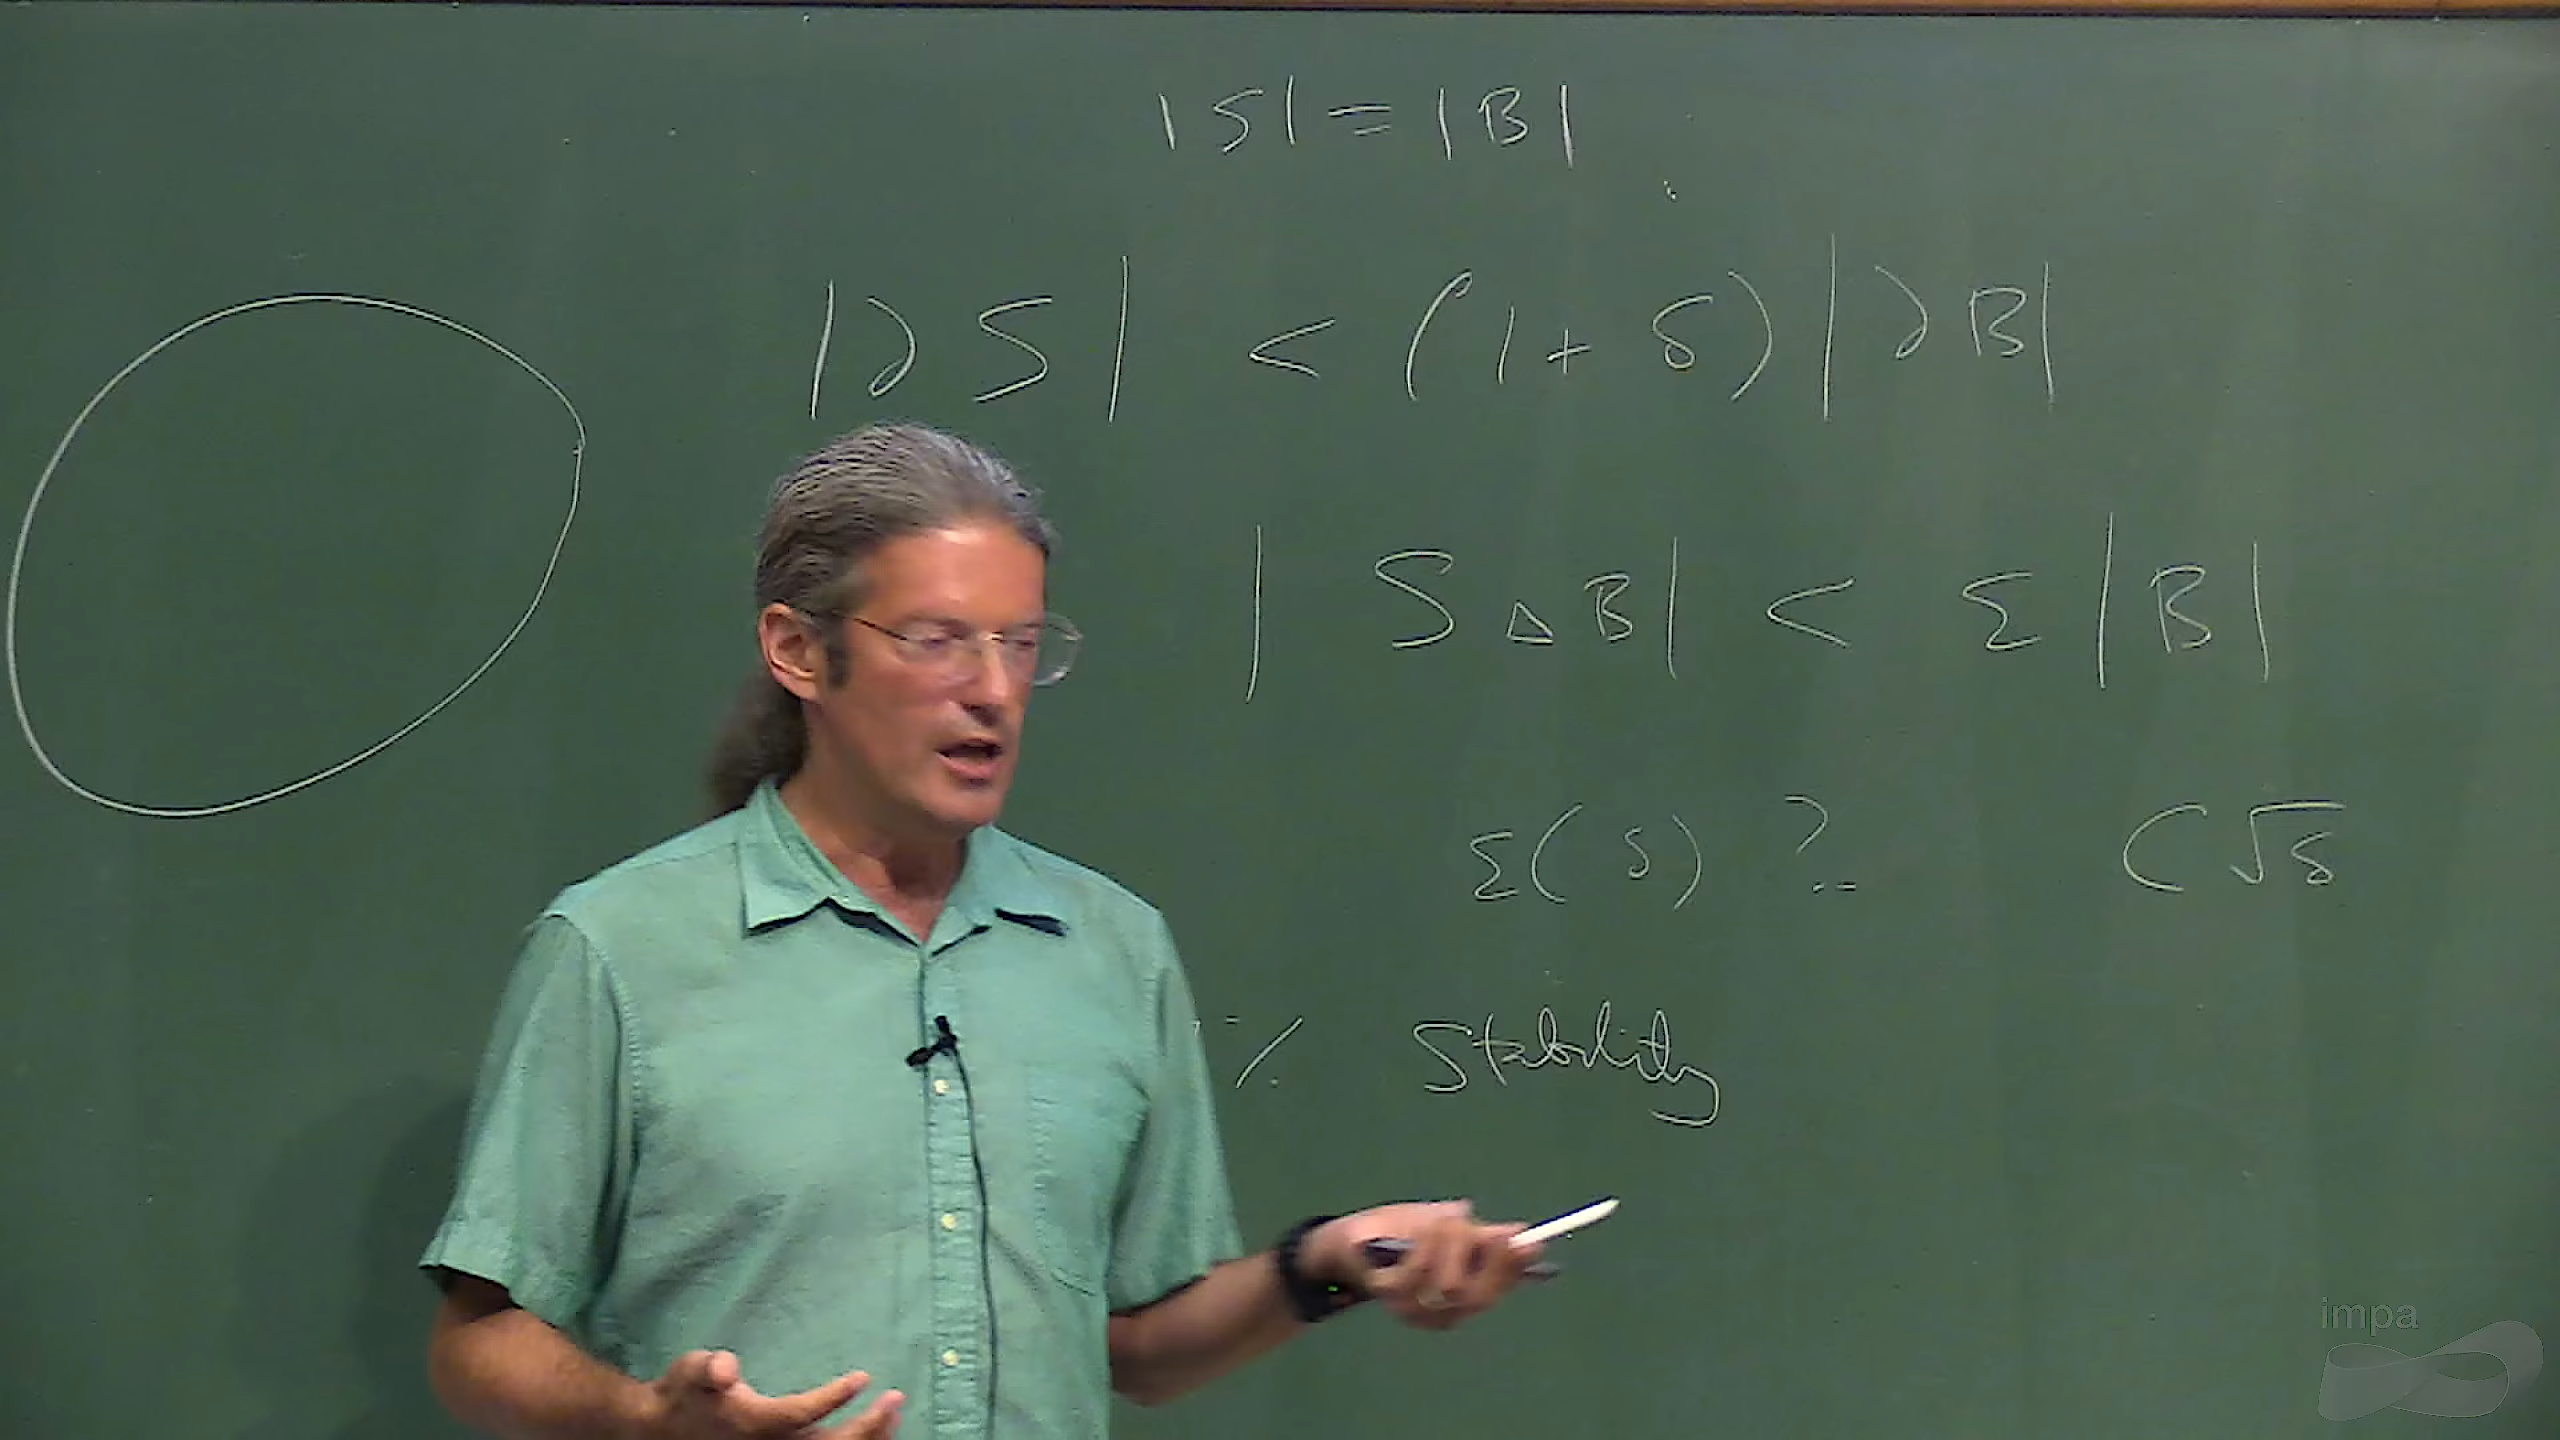 |S| = |B|
|∂S| < (1+δ)|∂B|
|S△B| < ε|B|
ε(δ)? C√δ
% Stability
impa